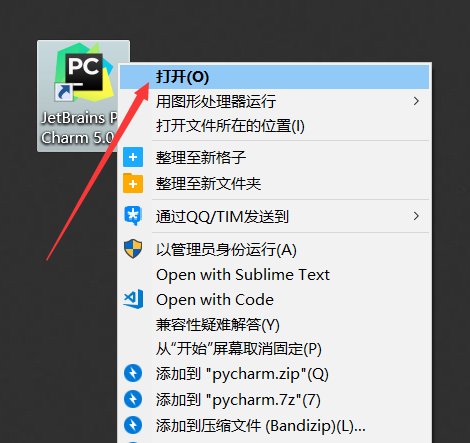 PC
JetBrains P
Charm 5.0
打开(O)
用图形处理器运行
打开文件所在的位置(I)
整理至新格子
整理至新文件夹
通过QQ/TIM发送到
以管理员身份运行(A)
Open with Sublime Text
Open with Code
兼容性疑难解答(Y)
从"开始"屏幕取消固定(P)
添加到 "pycharm.zip"(Q)
添加到 "pycharm.7z"(7)
添加到压缩文件 (Bandizip)(L)...